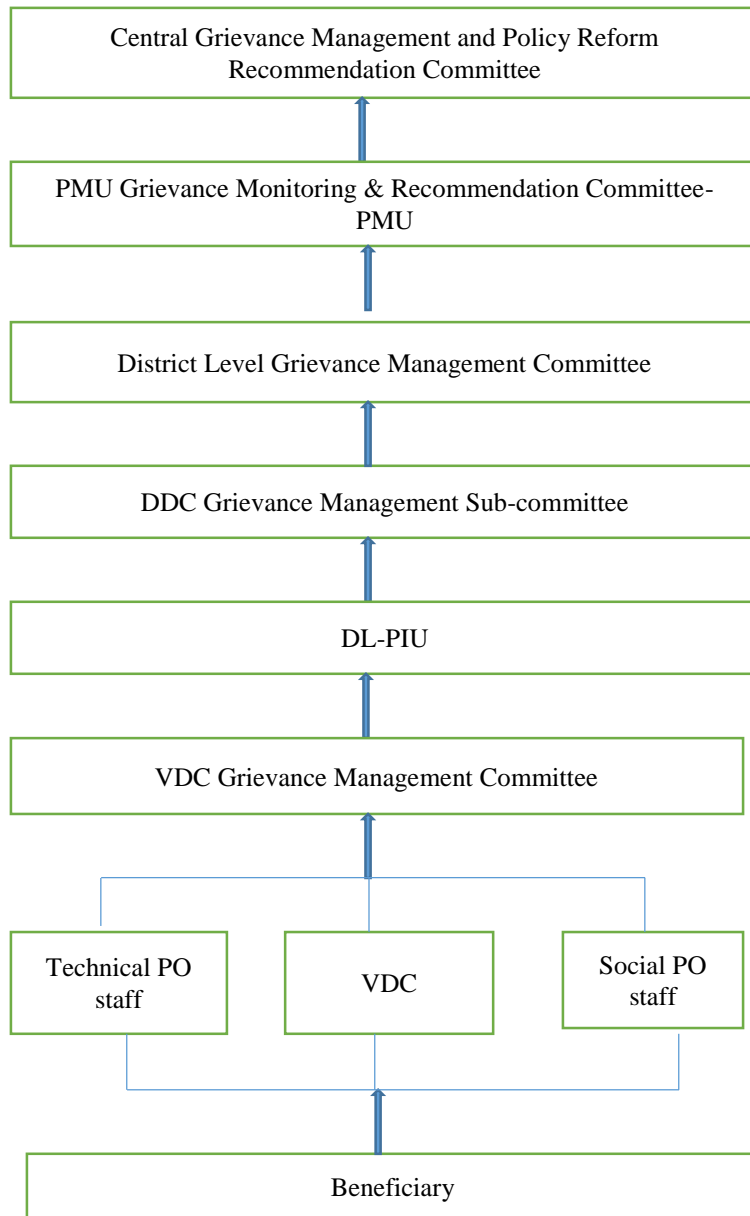 Central Grievance Management and Policy Reform
Recommendation Committee
PMU Grievance Monitoring & Recommendation Committee-
PMU
District Level Grievance Management Committee
DDC Grievance Management Sub-committee
DL-PIU
VDC Grievance Management Committee
Technical PO
staff
VDC
Social PO
staff
Beneficiary